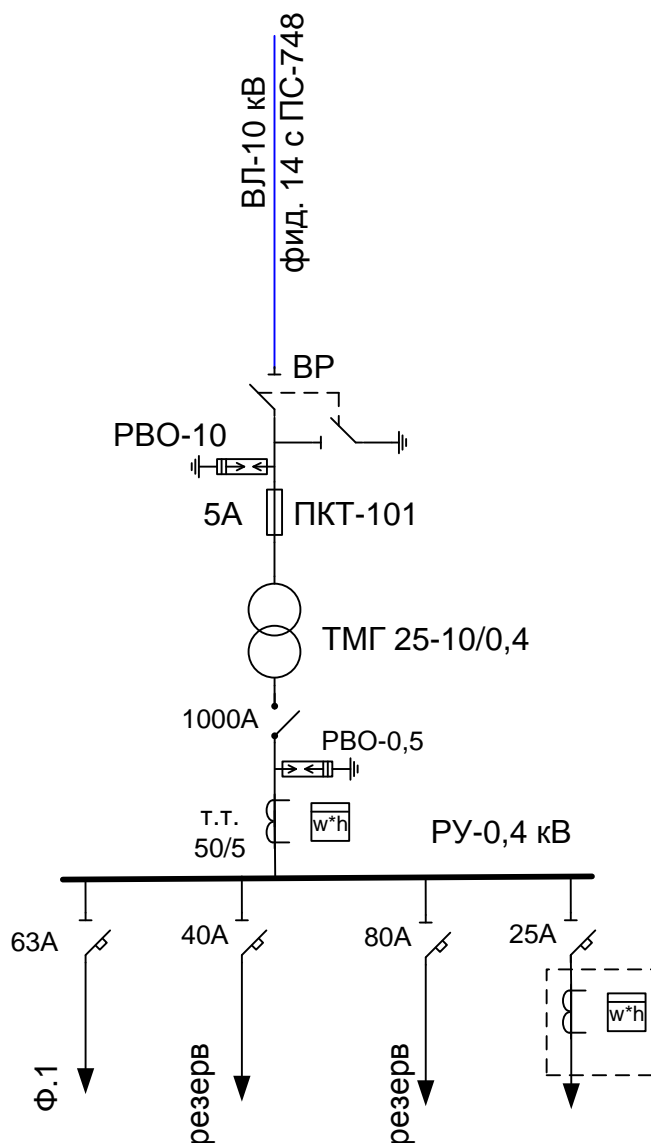 ВЛ-10 кВ
фид. 14 с ПС-748
ВР
РВО-10
5А
ПКТ-101
ТМГ 25-10/0,4
1000А
РВО-0,5
т.т.
50/5
w*h
РУ-0,4 кВ
63А
40А
80А
25А
w*h
Ф.1
резерв
резерв